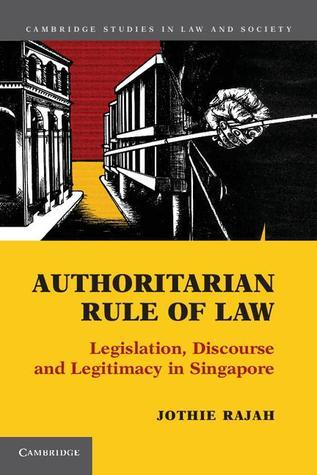 CAMBRIDGE STUDIES IN LAW AND SOCIETY
AUTHORITARIAN
RULE OF LAW
Legislation, Discourse
and Legitimacy in Singapore
JOTHIE RAJAH
CAMBRIDGE